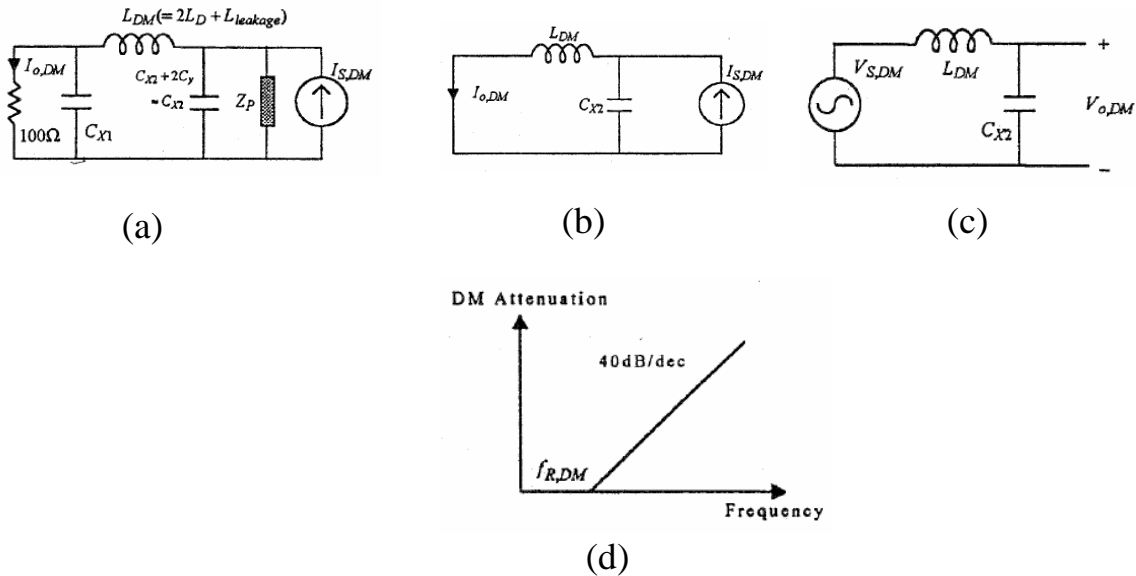 L_DM(=2L_D + L_leakage)
I_o,DM
C_X2 + 2C_y
≈ C_X2
I_S,DM
Z_P
100Ω
C_X1
(a)
L_DM
I_S,DM
I_o,DM
C_X2
(b)
V_S,DM
L_DM
+
V_o,DM
C_X2
−
(c)
DM Attenuation
40dB/dec
f_R,DM
Frequency
(d)